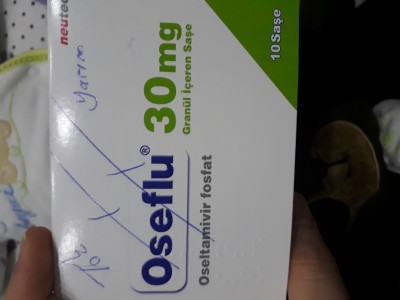 neutec
10 Saşe
Oseflu® 30 mg
Granül İçeren Saşe
Oseltamivir fosfat
yarım